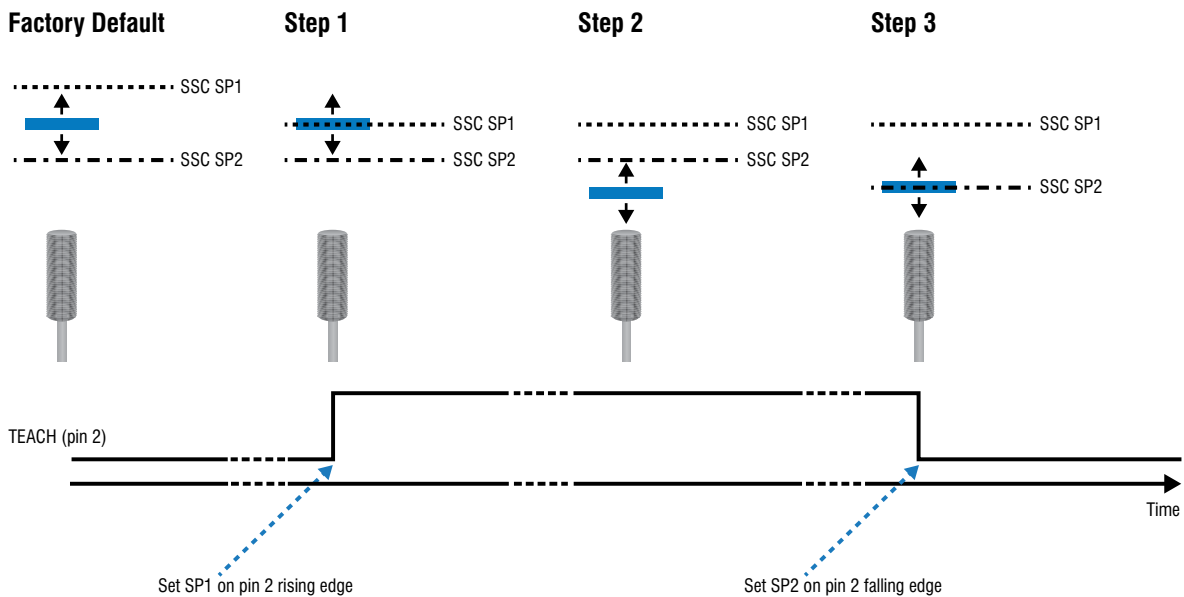 Factory Default
Step 1
Step 2
Step 3
SSC SP1
SSC SP2
SSC SP1
SSC SP2
SSC SP1
SSC SP2
SSC SP1
SSC SP2
TEACH (pin 2)
Time
Set SP1 on pin 2 rising edge
Set SP2 on pin 2 falling edge